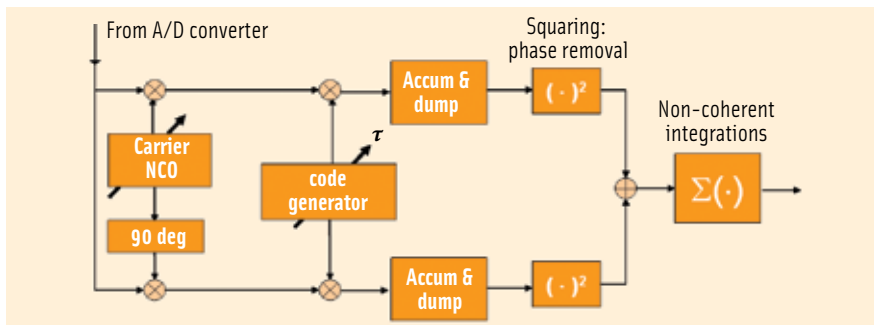 From A/D converter
Squaring:
phase removal
Accum &
dump
( · )²
Non-coherent
integrations
Carrier
NCO
τ
code
generator
Σ(·)
90 deg
Accum &
dump
( · )²